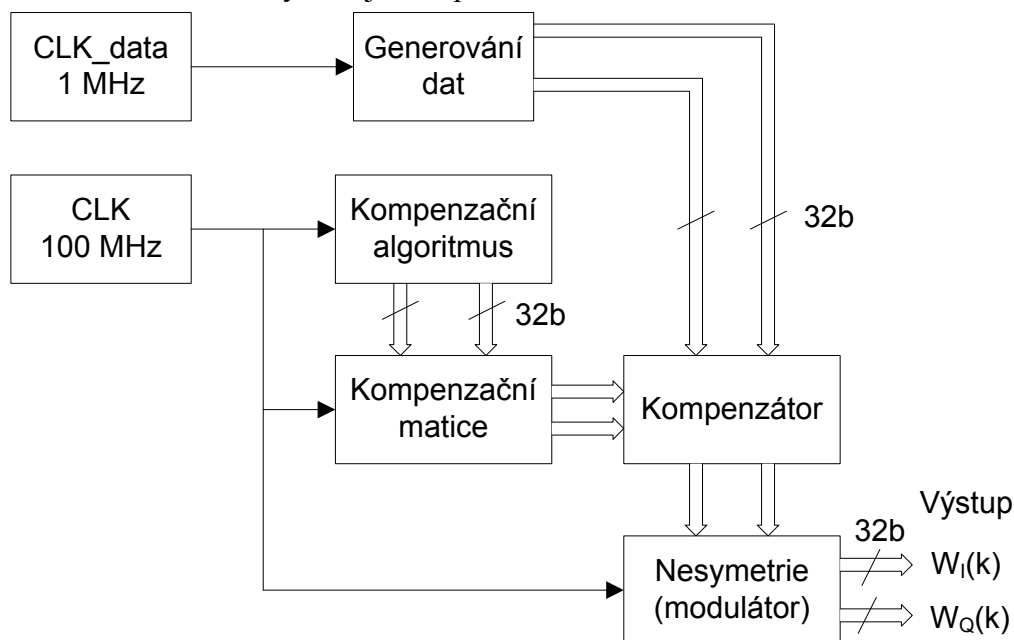 CLK_data
1 MHz
Generování
dat
CLK
100 MHz
Kompenzační
algoritmus
32b
32b
Kompenzační
matice
Kompenzátor
Výstup
32b
Nesymetrie
(modulátor)
W_I(k)
W_Q(k)